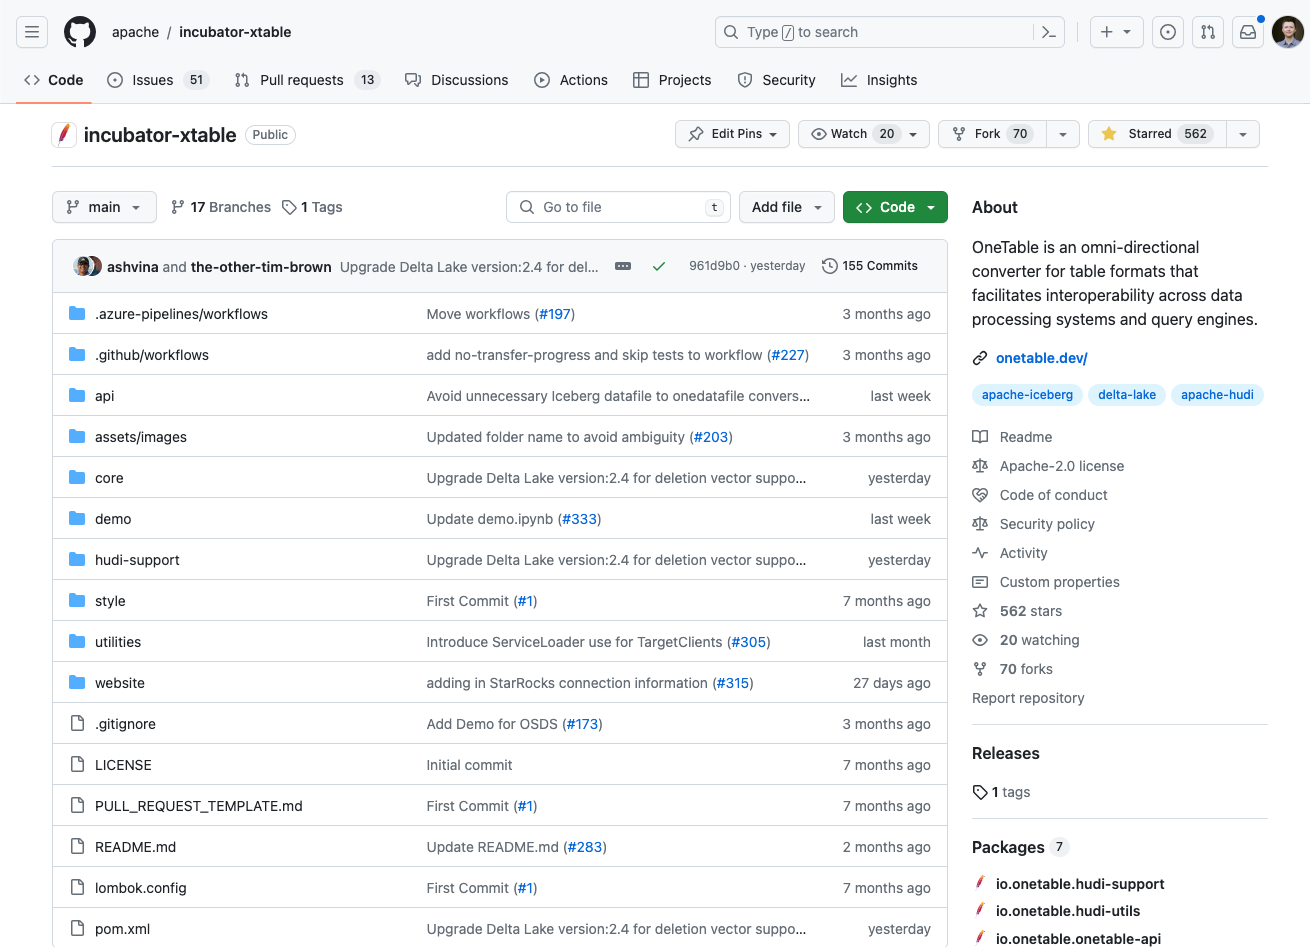 apache / incubator-xtable
Type / to search
Code Issues 51 Pull requests 13 Discussions Actions Projects Security Insights
incubator-xtable Public
Edit Pins Watch 20 Fork 70 Starred 562
main 17 Branches 1 Tags
Go to file t Add file Code
ashvina and the-other-tim-brown Upgrade Delta Lake version:2.4 for del... 961d9b0 · yesterday 155 Commits
.azure-pipelines/workflows Move workflows (#197) 3 months ago
.github/workflows add no-transfer-progress and skip tests to workflow (#227) 3 months ago
api Avoid unnecessary Iceberg datafile to onedatafile convers... last week
assets/images Updated folder name to avoid ambiguity (#203) 3 months ago
core Upgrade Delta Lake version:2.4 for deletion vector suppo... yesterday
demo Update demo.ipynb (#333) last week
hudi-support Upgrade Delta Lake version:2.4 for deletion vector suppo... yesterday
style First Commit (#1) 7 months ago
utilities Introduce ServiceLoader use for TargetClients (#305) last month
website adding in StarRocks connection information (#315) 27 days ago
.gitignore Add Demo for OSDS (#173) 3 months ago
LICENSE Initial commit 7 months ago
PULL_REQUEST_TEMPLATE.md First Commit (#1) 7 months ago
README.md Update README.md (#283) 2 months ago
lombok.config First Commit (#1) 7 months ago
pom.xml Upgrade Delta Lake version:2.4 for deletion vector suppo... yesterday
About
OneTable is an omni-directional
converter for table formats that
facilitates interoperability across data
processing systems and query engines.
onetable.dev/
apache-iceberg delta-lake apache-hudi
Readme
Apache-2.0 license
Code of conduct
Security policy
Activity
Custom properties
562 stars
20 watching
70 forks
Report repository
Releases
1 tags
Packages 7
io.onetable.hudi-support
io.onetable.hudi-utils
io.onetable.onetable-api